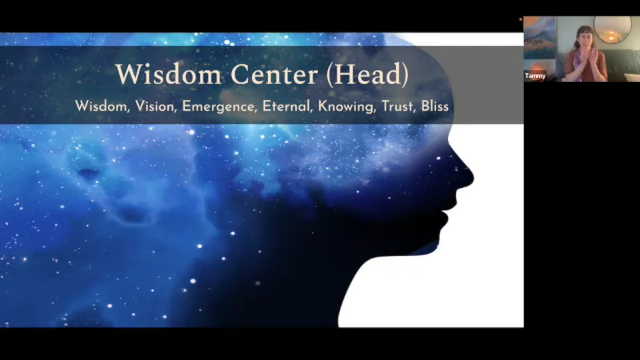 Wisdom Center (Head)
Wisdom, Vision, Emergence, Eternal, Knowing, Trust, Bliss
Tammy